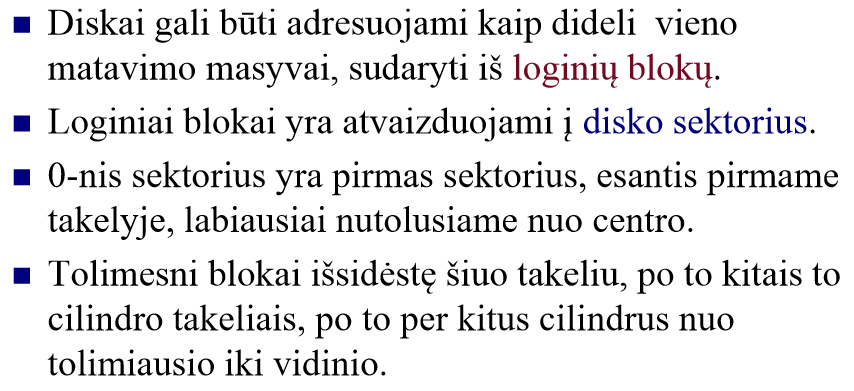 ■ Diskai gali būti adresuojami kaip dideli  vieno
matavimo masyvai, sudaryti iš loginių blokų.
■ Loginiai blokai yra atvaizduojami į disko sektorius.
■ 0-nis sektorius yra pirmas sektorius, esantis pirmame
takelyje, labiausiai nutolusiame nuo centro.
■ Tolimesni blokai išsidėstę šiuo takeliu, po to kitais to
cilindro takeliais, po to per kitus cilindrus nuo
tolimiausio iki vidinio.